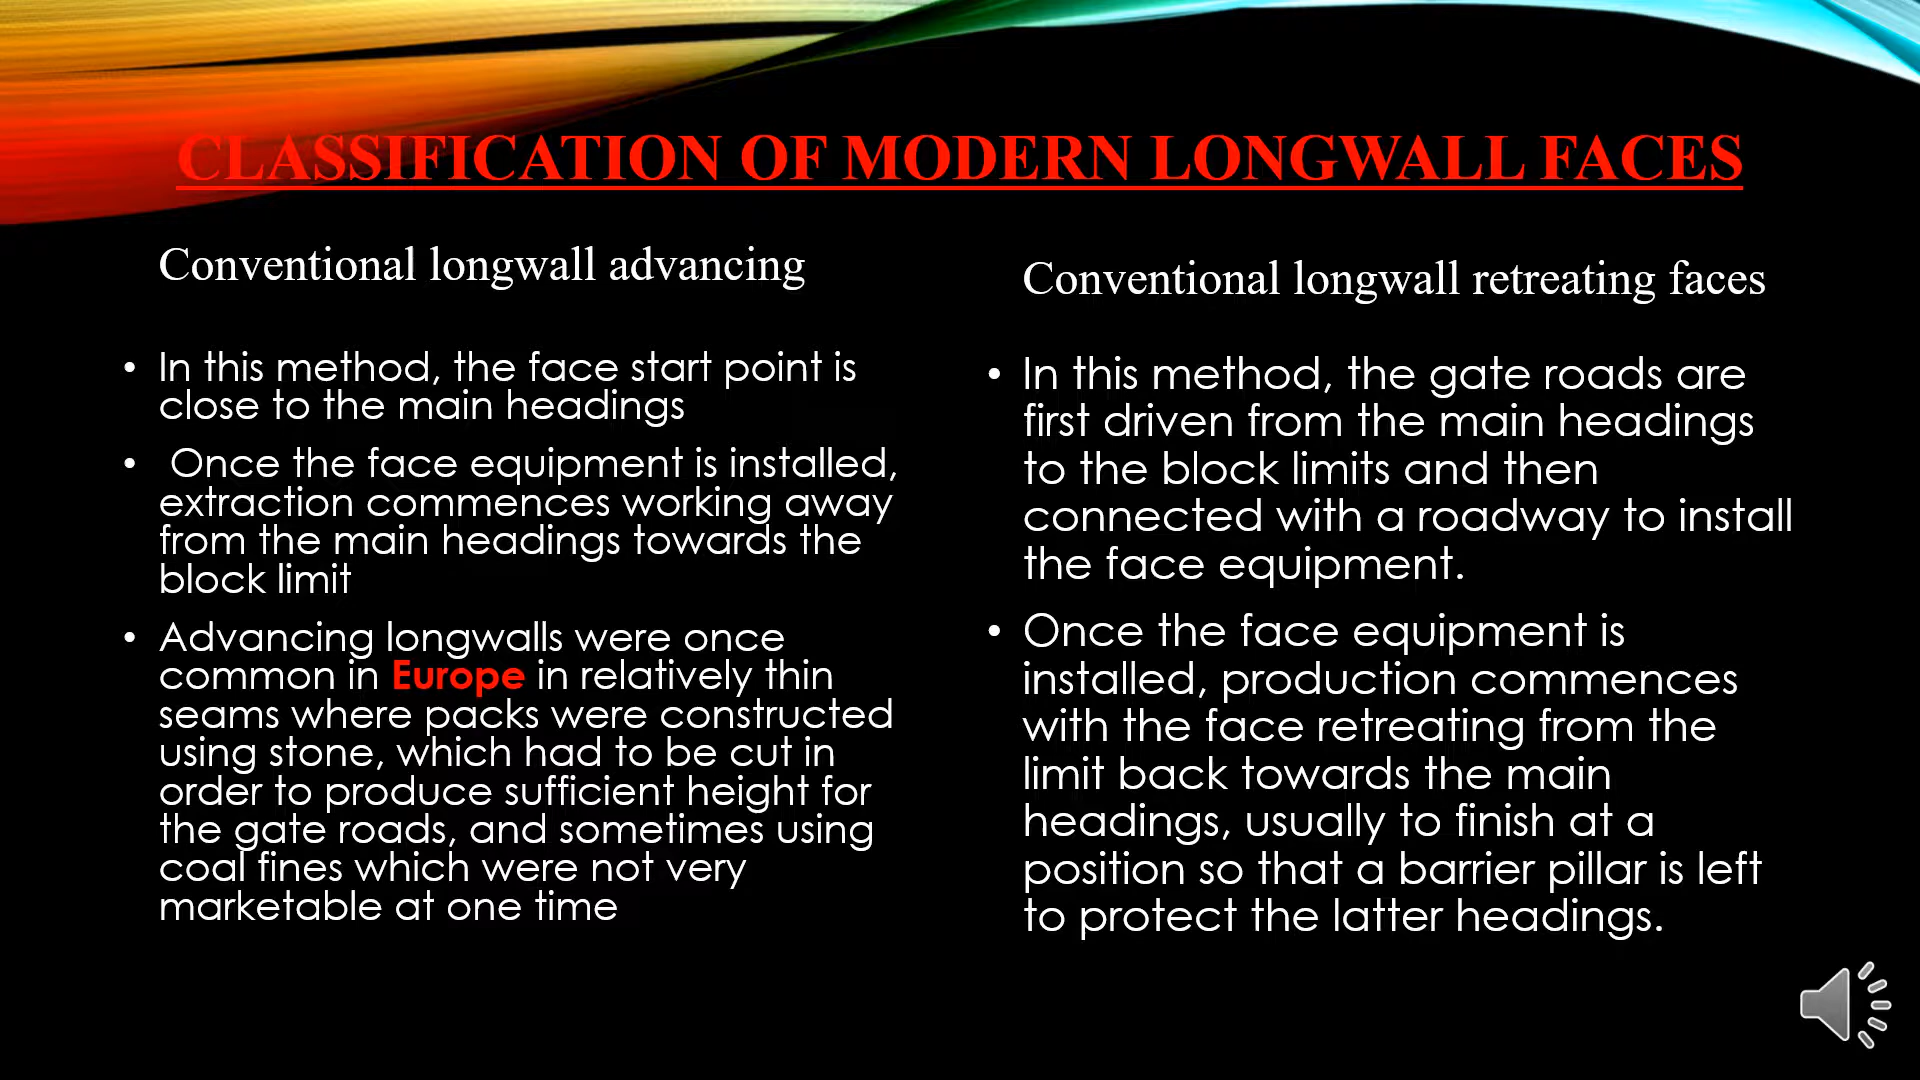 CLASSIFICATION OF MODERN LONGWALL FACES
Conventional longwall advancing
• In this method, the face start point is
close to the main headings
• Once the face equipment is installed,
extraction commences working away
from the main headings towards the
block limit
• Advancing longwalls were once
common in Europe in relatively thin
seams where packs were constructed
using stone, which had to be cut in
order to produce sufficient height for
the gate roads, and sometimes using
coal fines which were not very
marketable at one time
Conventional longwall retreating faces
• In this method, the gate roads are
first driven from the main headings
to the block limits and then
connected with a roadway to install
the face equipment.
• Once the face equipment is
installed, production commences
with the face retreating from the
limit back towards the main
headings, usually to finish at a
position so that a barrier pillar is left
to protect the latter headings.